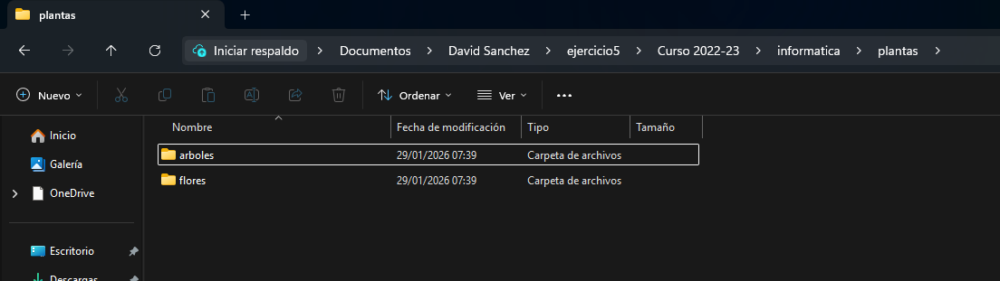 plantas
Iniciar respaldo > Documentos > David Sanchez > ejercicio5 > Curso 2022-23 > informatica > plantas >
Nuevo Ordenar Ver ...
Nombre Fecha de modificación Tipo Tamaño
Inicio
Galería
OneDrive
Escritorio
Descargas
arboles 29/01/2026 07:39 Carpeta de archivos
flores 29/01/2026 07:39 Carpeta de archivos